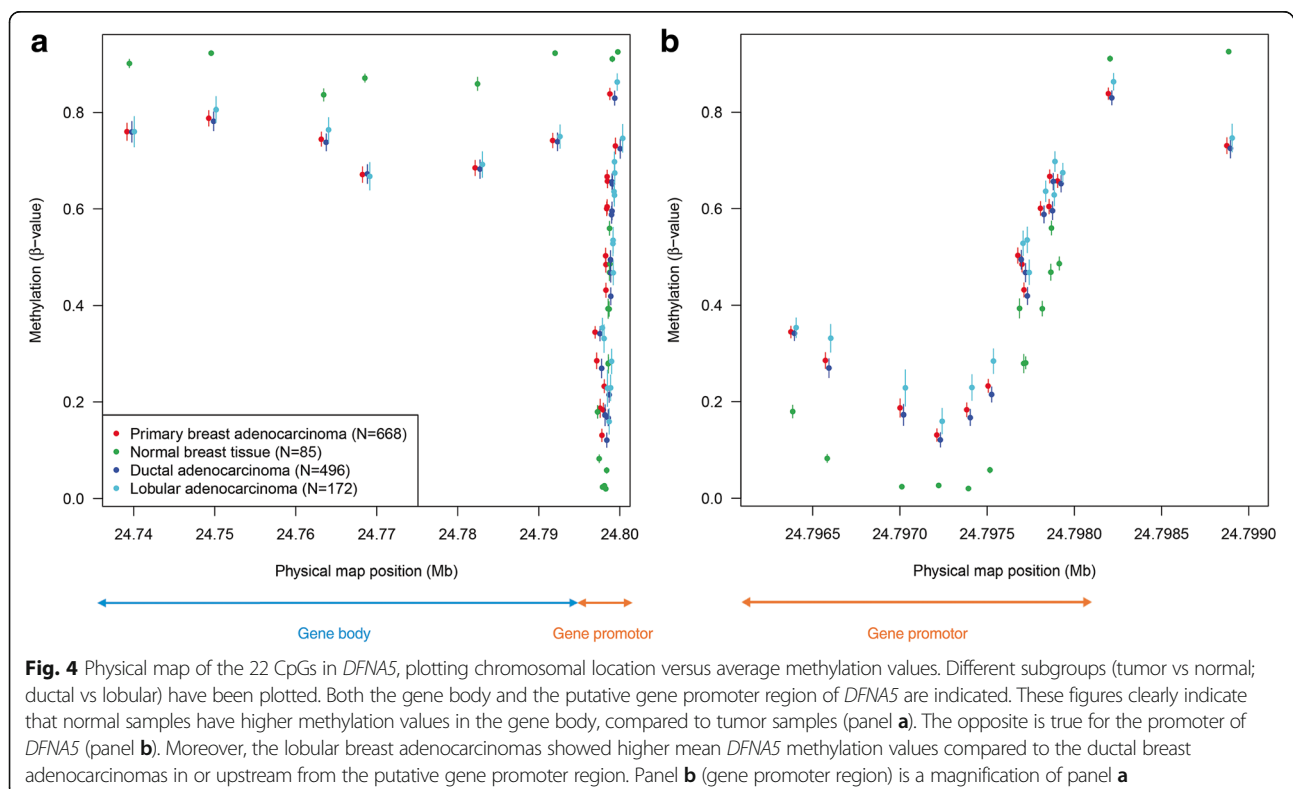 a
b
Methylation (β−value)
0.8
0.6
0.4
0.2
0.0
Primary breast adenocarcinoma (N=668)
Normal breast tissue (N=85)
Ductal adenocarcinoma (N=496)
Lobular adenocarcinoma (N=172)
24.74 24.75 24.76 24.77 24.78 24.79 24.80
Physical map position (Mb)
Gene body
Gene promotor
Methylation (β−value)
0.8
0.6
0.4
0.2
0.0
24.7965 24.7970 24.7975 24.7980 24.7985 24.7990
Physical map position (Mb)
Gene promotor
Fig. 4 Physical map of the 22 CpGs in DFNA5, plotting chromosomal location versus average methylation values. Different subgroups (tumor vs normal;
ductal vs lobular) have been plotted. Both the gene body and the putative gene promoter region of DFNA5 are indicated. These figures clearly indicate
that normal samples have higher methylation values in the gene body, compared to tumor samples (panel a). The opposite is true for the promoter of
DFNA5 (panel b). Moreover, the lobular breast adenocarcinomas showed higher mean DFNA5 methylation values compared to the ductal breast
adenocarcinomas in or upstream from the putative gene promoter region. Panel b (gene promoter region) is a magnification of panel a